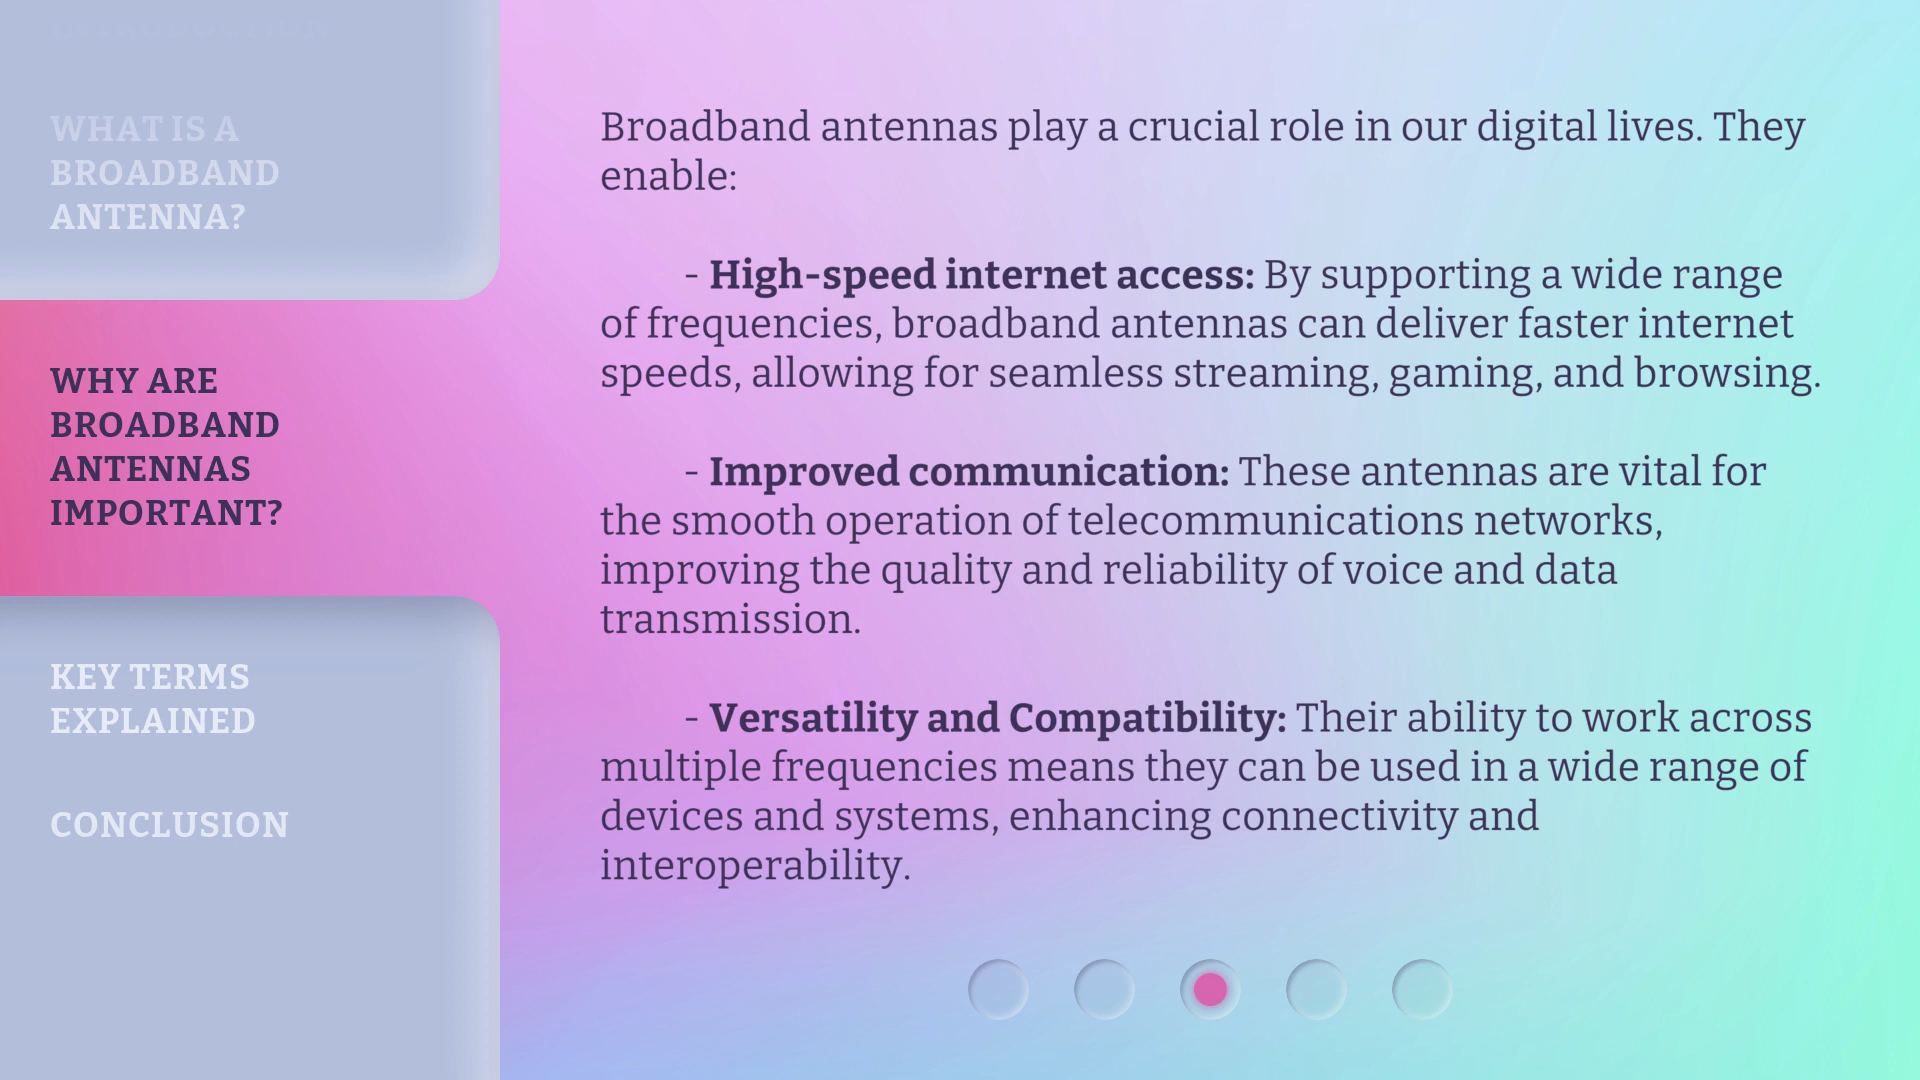 INTRODUCTION
WHAT IS A
BROADBAND
ANTENNA?
WHY ARE
BROADBAND
ANTENNAS
IMPORTANT?
KEY TERMS
EXPLAINED
CONCLUSION
Broadband antennas play a crucial role in our digital lives. They
enable:
- High-speed internet access: By supporting a wide range
of frequencies, broadband antennas can deliver faster internet
speeds, allowing for seamless streaming, gaming, and browsing.
- Improved communication: These antennas are vital for
the smooth operation of telecommunications networks,
improving the quality and reliability of voice and data
transmission.
- Versatility and Compatibility: Their ability to work across
multiple frequencies means they can be used in a wide range of
devices and systems, enhancing connectivity and
interoperability.